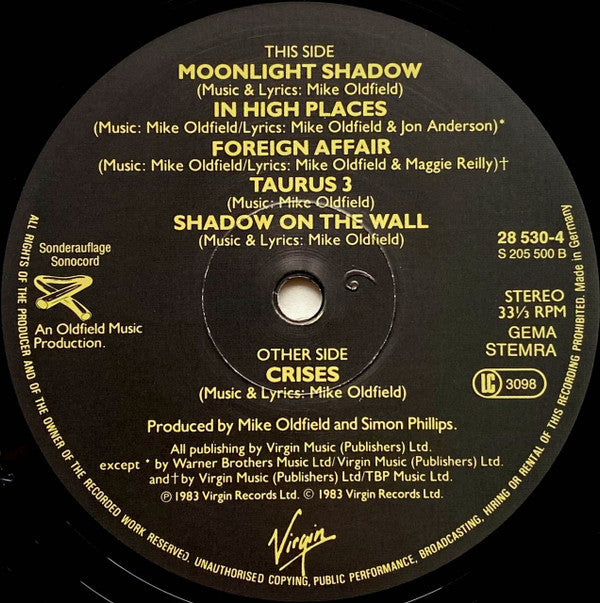 THIS SIDE
MOONLIGHT SHADOW
(Music & Lyrics: Mike Oldfield)
IN HIGH PLACES
(Music: Mike Oldfield/Lyrics: Mike Oldfield & Jon Anderson)*
FOREIGN AFFAIR
(Music: Mike Oldfield/Lyrics: Mike Oldfield & Maggie Reilly)†
TAURUS 3
(Music: Mike Oldfield)
SHADOW ON THE WALL
(Music & Lyrics: Mike Oldfield)
Sonderauflage
Sonocord
An Oldfield Music
Production.
28 530-4
S 205 500 B
STEREO
33⅓ RPM
GEMA
STEMRA
LC 3098
OTHER SIDE
CRISES
(Music & Lyrics: Mike Oldfield)
Produced by Mike Oldfield and Simon Phillips.
All publishing by Virgin Music (Publishers) Ltd.
except * by Warner Brothers Music Ltd/Virgin Music (Publishers) Ltd.
and † by Virgin Music (Publishers) Ltd/TBP Music Ltd.
℗ 1983 Virgin Records Ltd. © 1983 Virgin Records Ltd.
Virgin
ALL RIGHTS OF THE PRODUCER AND OF THE OWNER OF THE RECORDED WORK RESERVED. UNAUTHORISED COPYING, PUBLIC PERFORMANCE, BROADCASTING, HIRING OR RENTAL OF THIS RECORDING PROHIBITED. Made in Germany